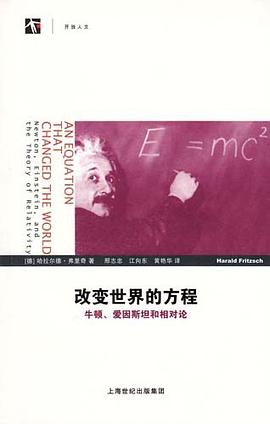 开放人文
AN EQUATION
THAT
CHANGED THE WORLD
Newton, Einstein, and
the Theory of Relativity
E = mc²
[德] 哈拉尔德·弗里奇 著 邢志忠 江向东 黄艳华 译
Harald Fritzsch
改变世界的方程
牛顿、爱因斯坦和相对论
上海世纪出版集团